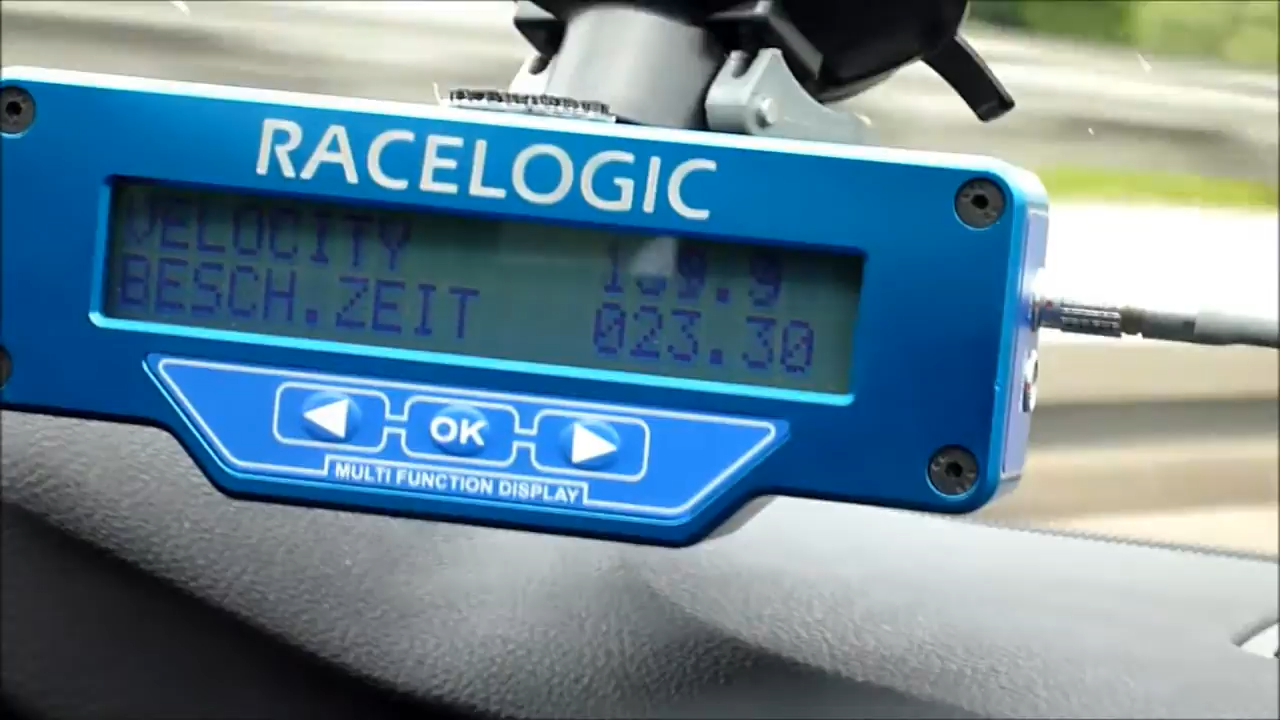 RACELOGIC
VELOCITY
BESCH.ZEIT 023.30
OK
MULTI FUNCTION DISPLAY